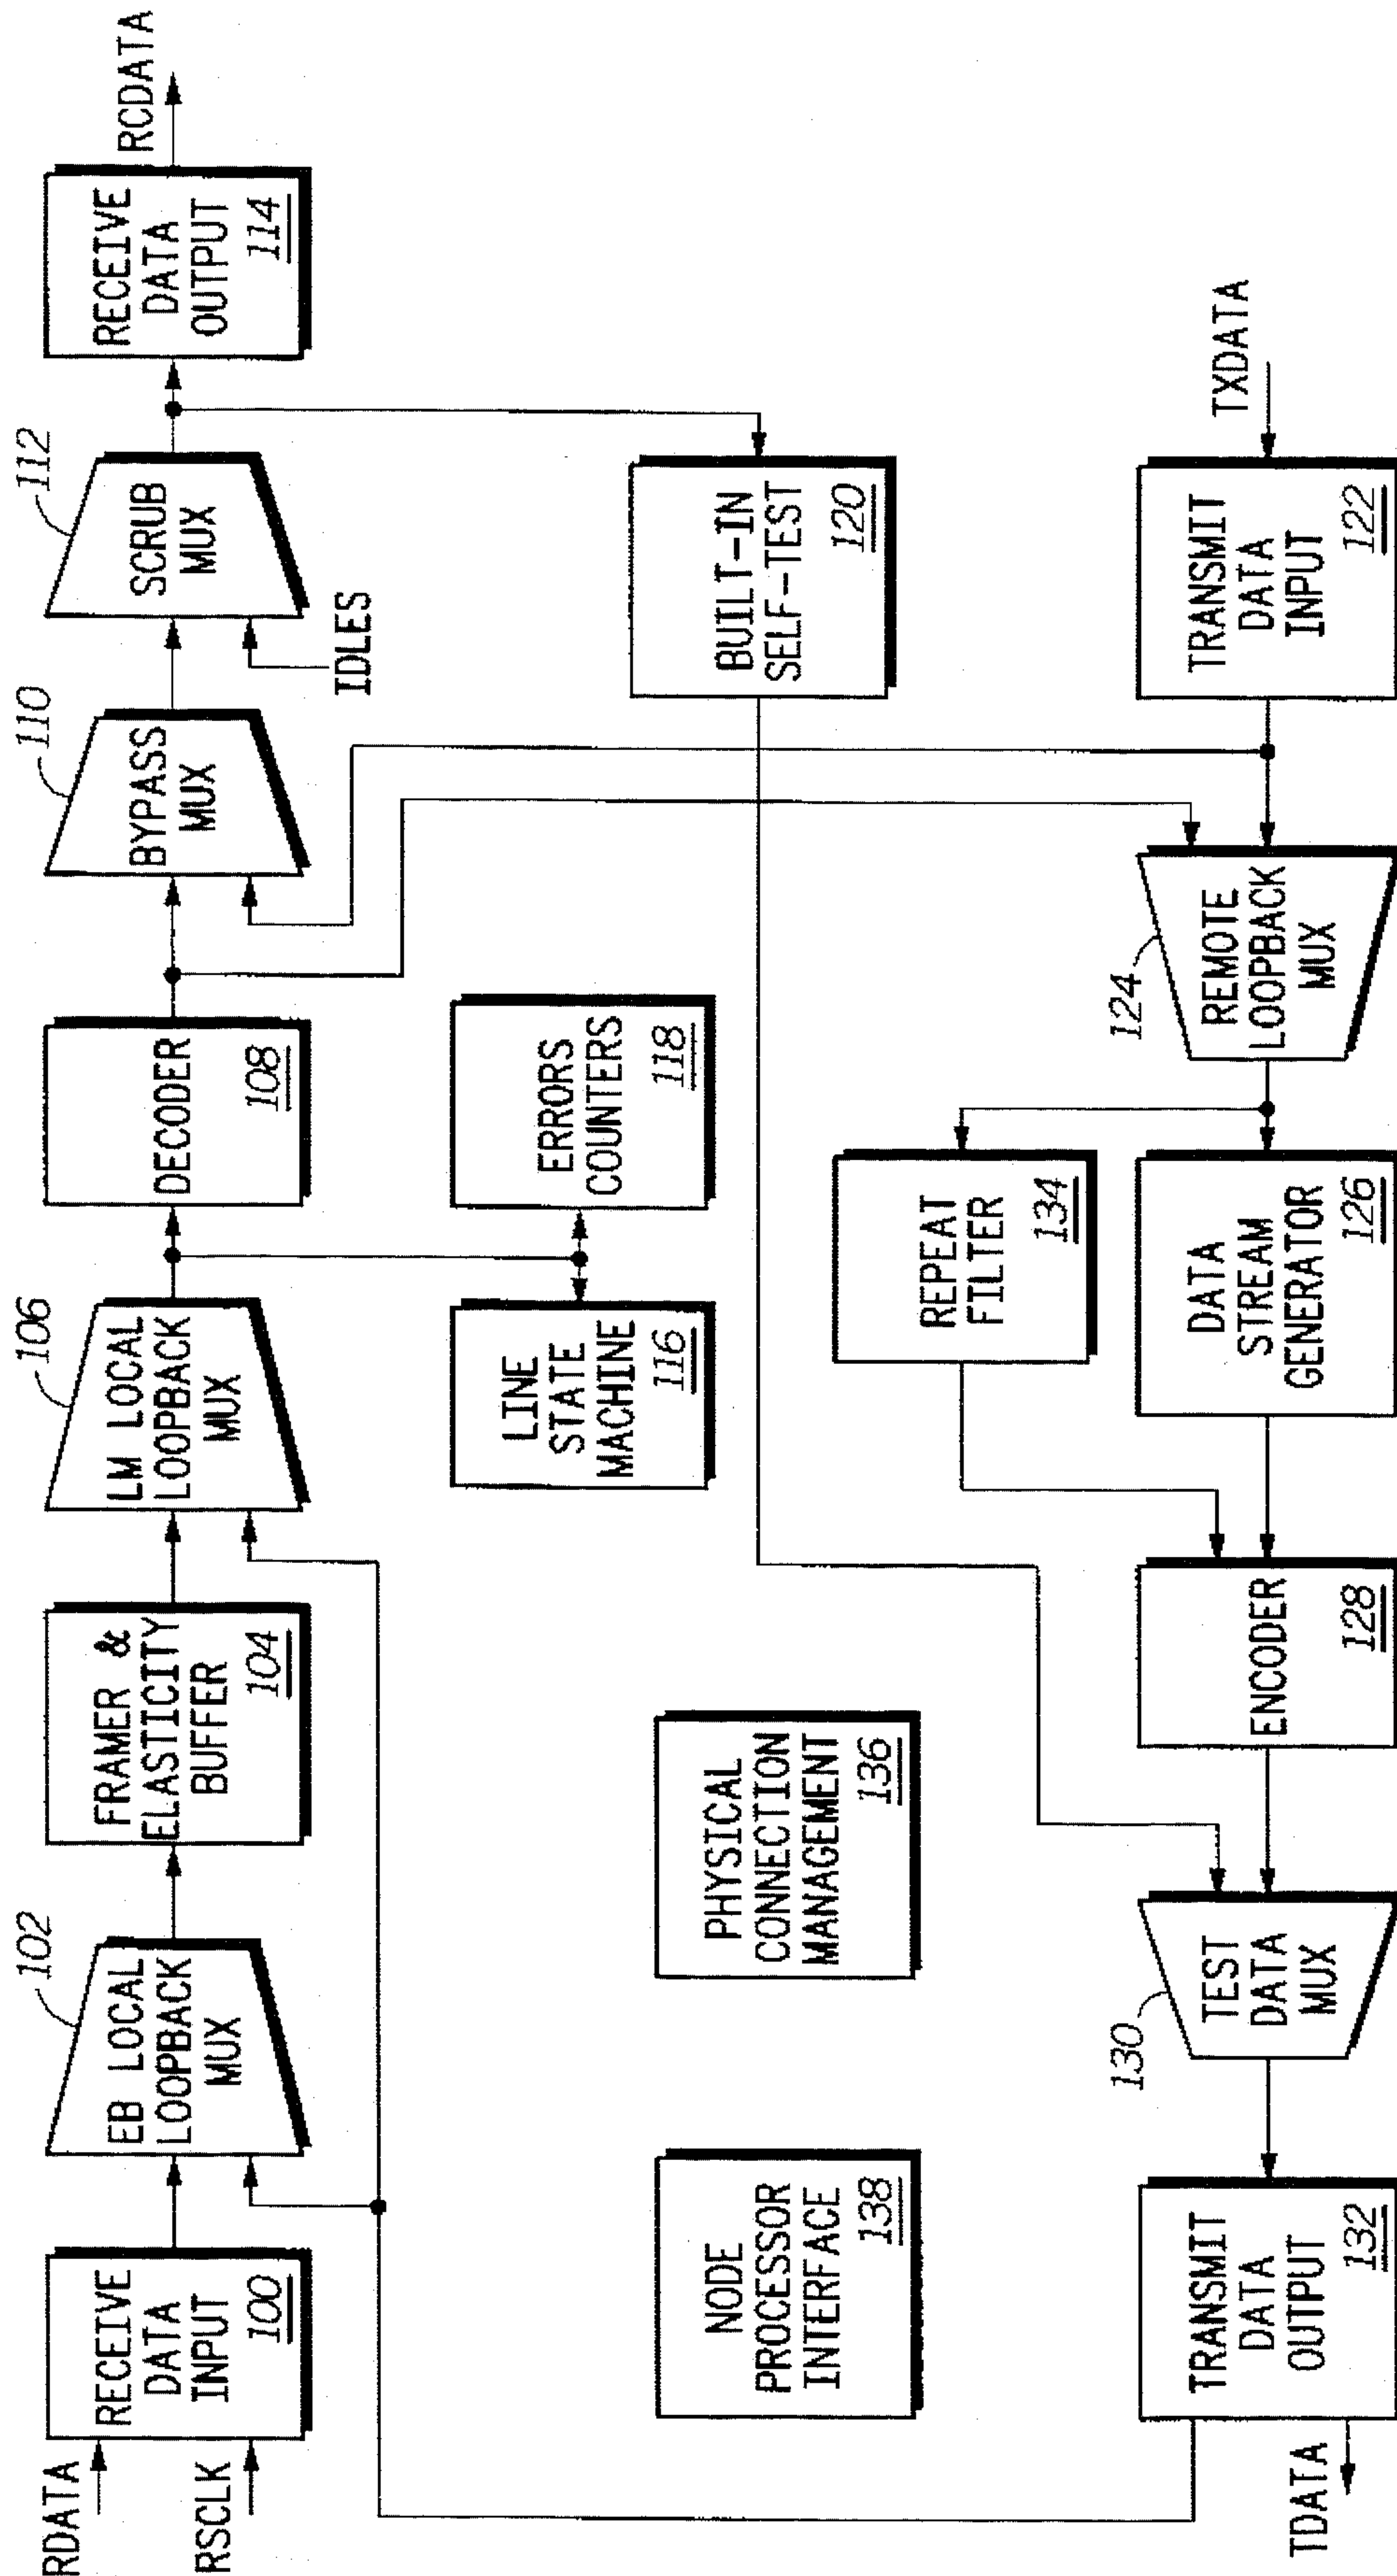 RDATA
RSCLK
RECEIVE
DATA
INPUT
100
102
EB LOCAL
LOOPBACK
MUX
FRAMER &
ELASTICITY
BUFFER
104
106
LM LOCAL
LOOPBACK
MUX
DECODER
108
110
BYPASS
MUX
112
SCRUB
MUX
IDLES
RECEIVE
DATA
OUTPUT
114
RCDATA
LINE
STATE
MACHINE
116
ERRORS
COUNTERS
118
BUILT-IN
SELF-TEST
120
NODE
PROCESSOR
INTERFACE
138
PHYSICAL
CONNECTION
MANAGEMENT
136
REPEAT
FILTER
134
TDATA
TRANSMIT
DATA
OUTPUT
132
130
TEST
DATA
MUX
ENCODER
128
DATA
STREAM
GENERATOR
126
124
REMOTE
LOOPBACK
MUX
TRANSMIT
DATA
INPUT
122
TXDATA